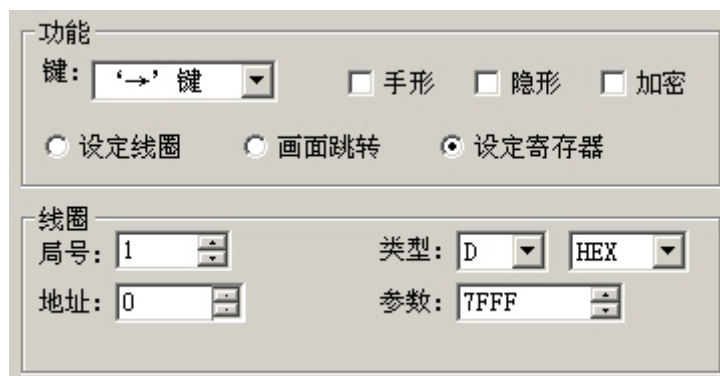 功能
键: ‘→’ 键 手形 隐形 加密
设定线圈 画面跳转 设定寄存器
线圈
局号: 1 类型: D HEX
地址: 0 参数: 7FFF